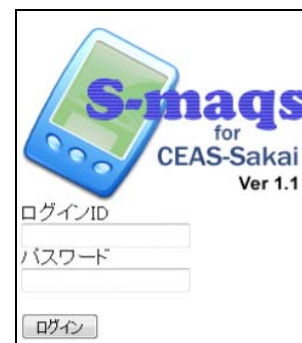 S-maqs
for
CEAS-Sakai
Ver 1.1
ログインID
パスワード
ログイン